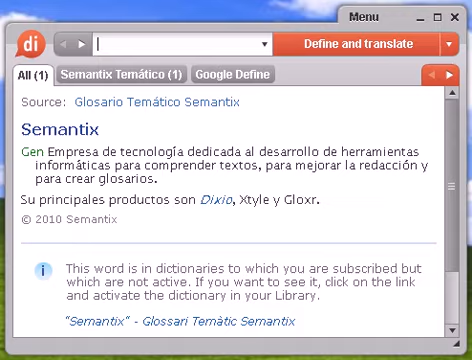 Menu
di
Define and translate
All (1)
Semantix Temático (1)
Google Define
Source: Glosario Temático Semantix
Semantix
Gen Empresa de tecnología dedicada al desarrollo de herramientas
informáticas para comprender textos, para mejorar la redacción y
para crear glosarios.
Su principales productos son Dixio, Xtyle y Gloxr.
© 2010 Semantix
i
This word is in dictionaries to which you are subscribed but
which are not active. If you want to see it, click on the link
and activate the dictionary in your Library.
"Semantix" - Glossari Temàtic Semantix